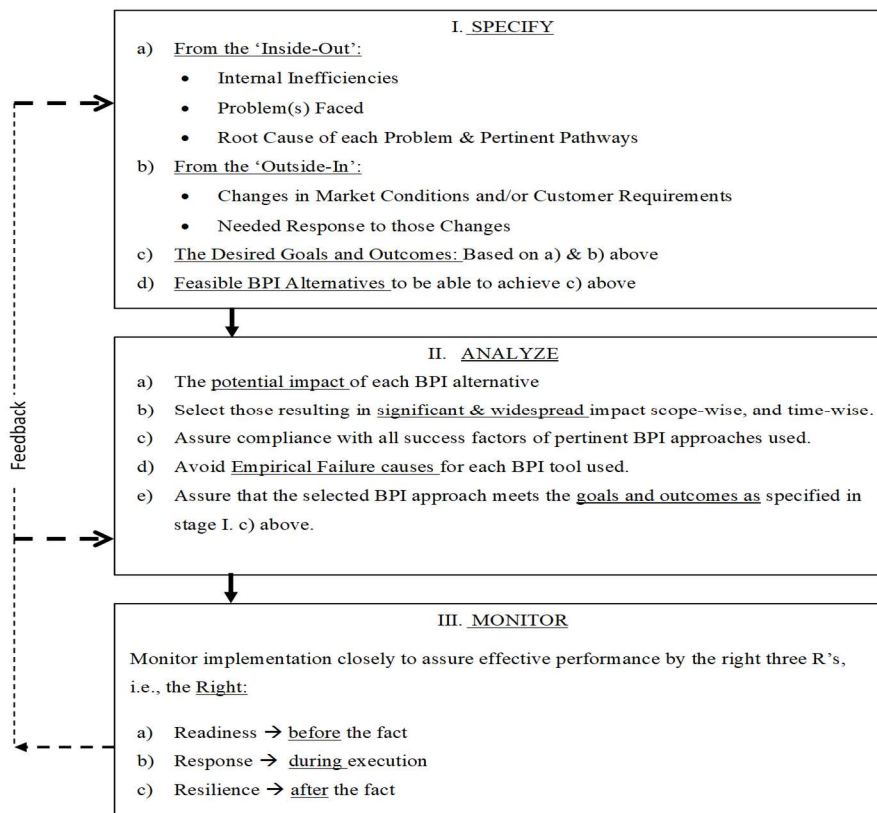 I. SPECIFY
a) From the ‘Inside-Out’:
• Internal Inefficiencies
• Problem(s) Faced
• Root Cause of each Problem & Pertinent Pathways
b) From the ‘Outside-In’:
• Changes in Market Conditions and/or Customer Requirements
• Needed Response to those Changes
c) The Desired Goals and Outcomes: Based on a) & b) above
d) Feasible BPI Alternatives to be able to achieve c) above
Feedback
II. ANALYZE
a) The potential impact of each BPI alternative
b) Select those resulting in significant & widespread impact scope-wise, and time-wise.
c) Assure compliance with all success factors of pertinent BPI approaches used.
d) Avoid Empirical Failure causes for each BPI tool used.
e) Assure that the selected BPI approach meets the goals and outcomes as specified in
stage I. c) above.
III. MONITOR
Monitor implementation closely to assure effective performance by the right three R’s,
i.e., the Right:
a) Readiness → before the fact
b) Response → during execution
c) Resilience → after the fact